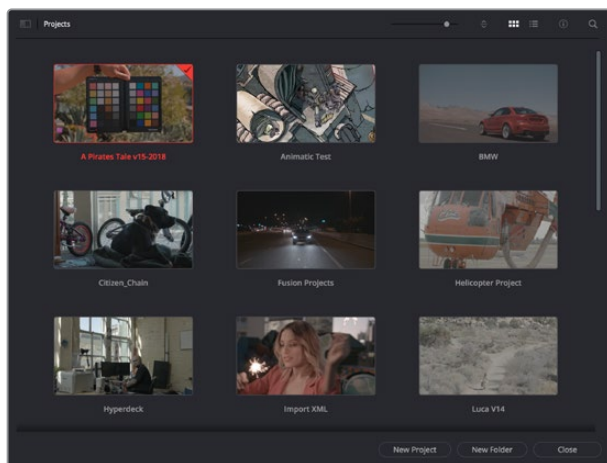 Projects
A Pirates Tale v15-2018
Animatic Test
BMW
Citizen_Chain
Fusion Projects
Helicopter Project
Hyperdeck
Import XML
Luca V14
New Project
New Folder
Close